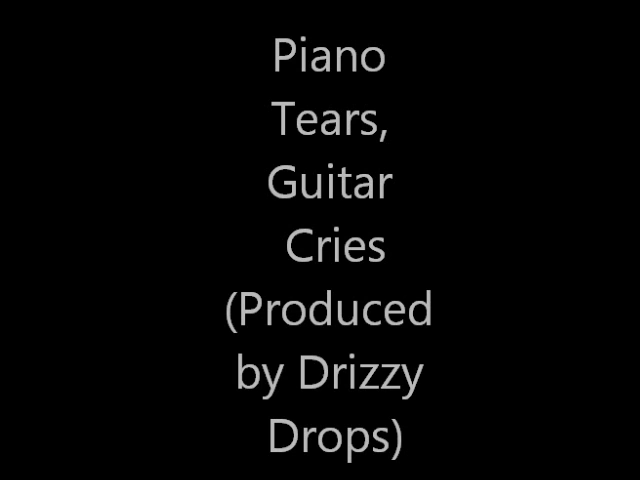 Piano
Tears,
Guitar
Cries
(Produced
by Drizzy
Drops)